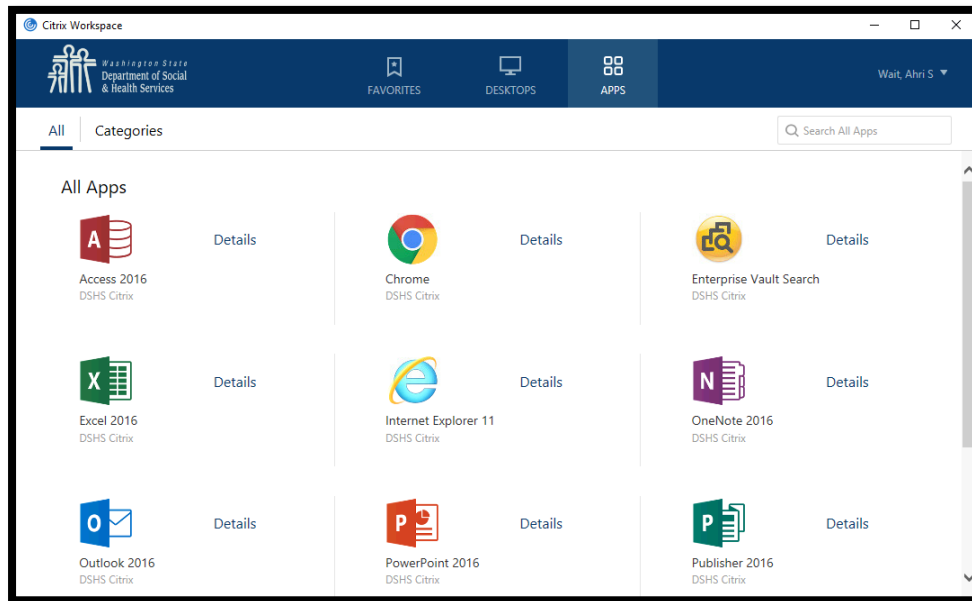 Citrix Workspace
Washington State
Department of Social
& Health Services
FAVORITES
DESKTOPS
APPS
Wait, Ahri S
All
Categories
Search All Apps
All Apps
A
Details
Details
Details
Access 2016
Chrome
Enterprise Vault Search
DSHS Citrix
DSHS Citrix
DSHS Citrix
X
Details
Details
N
Details
Excel 2016
Internet Explorer 11
OneNote 2016
DSHS Citrix
DSHS Citrix
DSHS Citrix
O
Details
P
Details
P
Details
Outlook 2016
PowerPoint 2016
Publisher 2016
DSHS Citrix
DSHS Citrix
DSHS Citrix